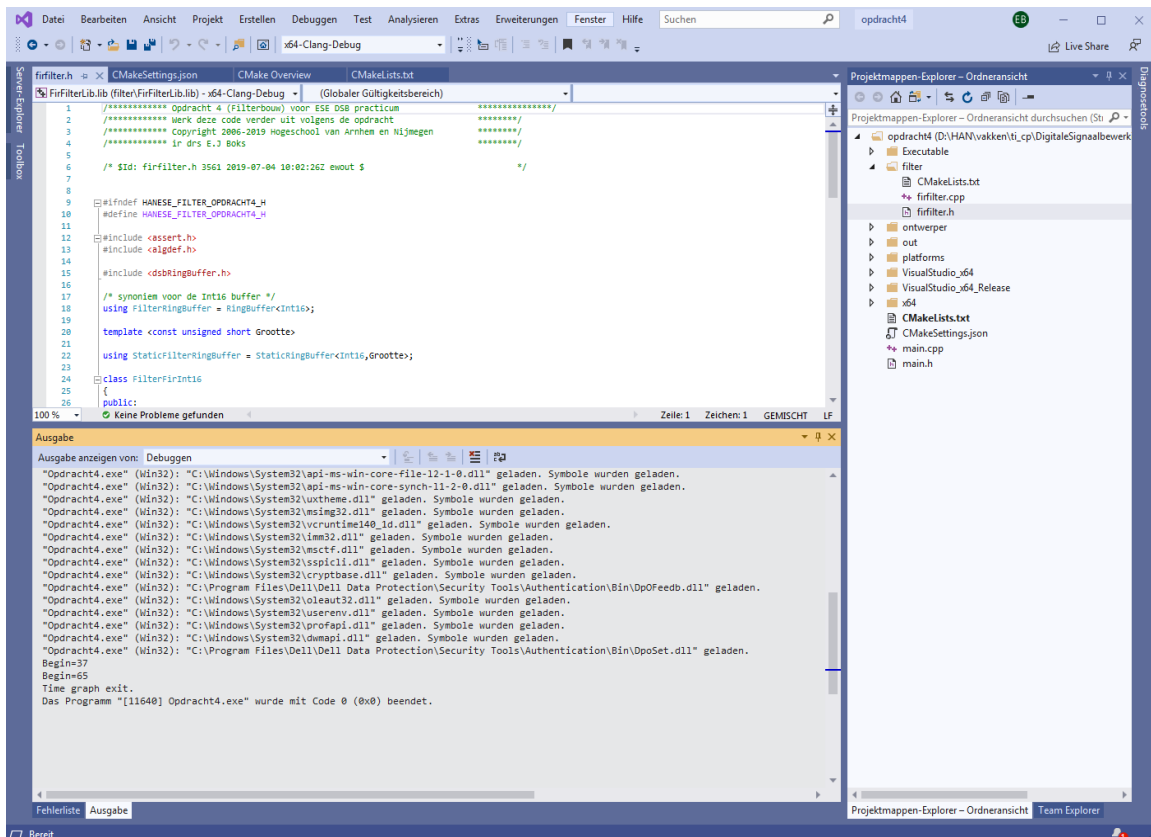 Datei Bearbeiten Ansicht Projekt Erstellen Debuggen Test Analysieren Extras Erweiterungen Fenster Hilfe Suchen opdracht4 EB
x64-Clang-Debug Live Share
Server-Explorer
Toolbox
firfilter.h CMakeSettings.json CMake Overview CMakeLists.txt
FirFilterLib.lib (filter\FirFilterLib.lib) - x64-Clang-Debug (Globaler Gültigkeitsbereich)
1 /************ Opdracht 4 (Filterbouw) voor ESE DSB practicum ***************/
2 /************ Werk deze code verder uit volgens de opdracht ********/
3 /************ Copyright 2006-2019 Hogeschool van Arnhem en Nijmegen ********/
4 /************ ir drs E.J Boks ********/
5
6 /* $Id: firfilter.h 3561 2019-07-04 10:02:26Z ewout $ */
7
8
9 #ifndef HANESE_FILTER_OPDRACHT4_H
10 #define HANESE_FILTER_OPDRACHT4_H
11
12 #include <assert.h>
13 #include <algdef.h>
14
15 #include <dsbRingBuffer.h>
16
17 /* synoniem voor de Int16 buffer */
18 using FilterRingBuffer = RingBuffer<Int16>;
19
20 template <const unsigned short Grootte>
21
22 using StaticFilterRingBuffer = StaticRingBuffer<Int16,Grootte>;
23
24 class FilterFirInt16
25 {
26 public:
100 % Keine Probleme gefunden Zeile: 1 Zeichen: 1 GEMISCHT LF
Ausgabe
Ausgabe anzeigen von: Debuggen
"Opdracht4.exe" (Win32): "C:\Windows\System32\api-ms-win-core-file-l2-1-0.dll" geladen. Symbole wurden geladen.
"Opdracht4.exe" (Win32): "C:\Windows\System32\api-ms-win-core-synch-l1-2-0.dll" geladen. Symbole wurden geladen.
"Opdracht4.exe" (Win32): "C:\Windows\System32\uxtheme.dll" geladen. Symbole wurden geladen.
"Opdracht4.exe" (Win32): "C:\Windows\System32\msimg32.dll" geladen. Symbole wurden geladen.
"Opdracht4.exe" (Win32): "C:\Windows\System32\vcruntime140_1d.dll" geladen. Symbole wurden geladen.
"Opdracht4.exe" (Win32): "C:\Windows\System32\imm32.dll" geladen. Symbole wurden geladen.
"Opdracht4.exe" (Win32): "C:\Windows\System32\msctf.dll" geladen. Symbole wurden geladen.
"Opdracht4.exe" (Win32): "C:\Windows\System32\sspicli.dll" geladen. Symbole wurden geladen.
"Opdracht4.exe" (Win32): "C:\Windows\System32\cryptbase.dll" geladen. Symbole wurden geladen.
"Opdracht4.exe" (Win32): "C:\Program Files\Dell\Dell Data Protection\Security Tools\Authentication\Bin\DpOFeedb.dll" geladen.
"Opdracht4.exe" (Win32): "C:\Windows\System32\oleaut32.dll" geladen. Symbole wurden geladen.
"Opdracht4.exe" (Win32): "C:\Windows\System32\userenv.dll" geladen. Symbole wurden geladen.
"Opdracht4.exe" (Win32): "C:\Windows\System32\profapi.dll" geladen. Symbole wurden geladen.
"Opdracht4.exe" (Win32): "C:\Windows\System32\dwmapi.dll" geladen. Symbole wurden geladen.
"Opdracht4.exe" (Win32): "C:\Program Files\Dell\Dell Data Protection\Security Tools\Authentication\Bin\DpoSet.dll" geladen.
Begin=37
Begin=65
Time graph exit.
Das Programm "[11640] Opdracht4.exe" wurde mit Code 0 (0x0) beendet.
Fehlerliste Ausgabe
Bereit
Projektmappen-Explorer – Ordneransicht
Projektmappen-Explorer – Ordneransicht durchsuchen (St
opdracht4 (D:\HAN\vakken\ti_cp\DigitaleSignaalbewerk
Executable
filter
CMakeLists.txt
firfilter.cpp
firfilter.h
ontwerper
out
platforms
VisualStudio_x64
VisualStudio_x64_Release
x64
CMakeLists.txt
CMakeSettings.json
main.cpp
main.h
Projektmappen-Explorer – Ordneransicht Team Explorer
Diagnosetools
1